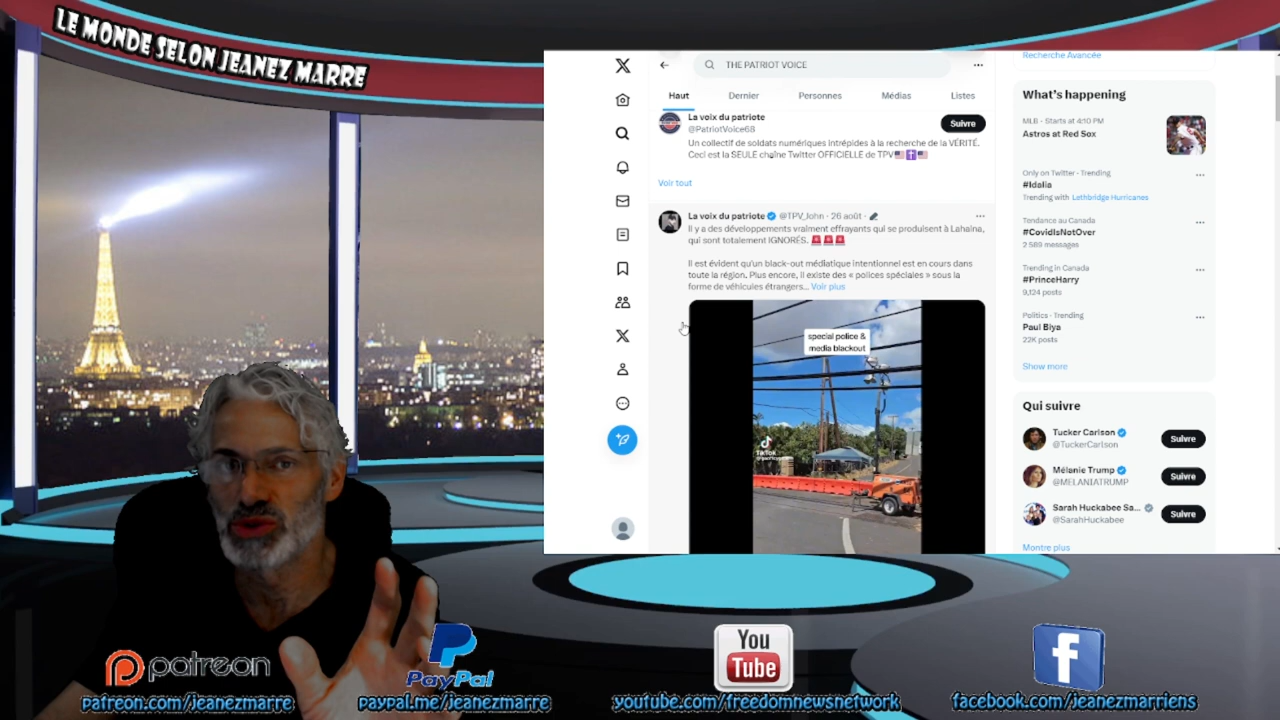 LE MONDE SELON JEANEZ MARRE
THE PATRIOT VOICE
Haut
Dernier
Personnes
Médias
Listes
La voix du patriote
@PatriotVoice68
Suivre
Un collectif de soldats numériques intrépides à la recherche de la VÉRITÉ.
Ceci est la SEULE chaîne Twitter OFFICIELLE de TPV
Voir tout
La voix du patriote @TPV_John · 26 août ·
Il y a des développements vraiment effrayants qui se produisent à Lahaina,
qui sont totalement IGNORÉS.
Il est évident qu'un black-out médiatique intentionnel est en cours dans
toute la région. Plus encore, il existe des « polices spéciales » sous la
forme de véhicules étrangers... Voir plus
special police &
media blackout
TikTok
Recherche Avancée
What's happening
MLB · Starts at 4:10 PM
Astros at Red Sox
Only on Twitter · Trending
#Idalia
Trending with Lethbridge Hurricanes
Tendance au Canada
#CovidIsNotOver
2 589 messages
Trending in Canada
#PrinceHarry
9,124 posts
Politics · Trending
Paul Biya
22K posts
Show more
Qui suivre
Tucker Carlson
@TuckerCarlson
Suivre
Mélanie Trump
@MELANIATRUMP
Suivre
Sarah Huckabee Sa...
@SarahHuckabee
Suivre
Montre plus
patreon
patreon.com/jeanezmarre
PayPal
paypal.me/jeanezmarre
You
Tube
youtube.com/freedomnewsnetwork
f
facebook.com/jeanezmarriens